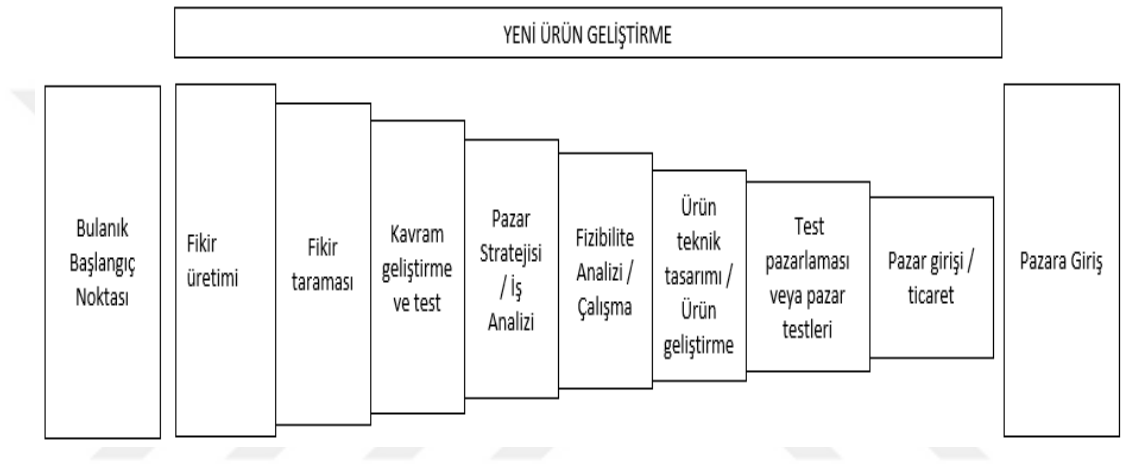 YENİ ÜRÜN GELİŞTİRME
Bulanık
Başlangıç
Noktası
Fikir
üretimi
Fikir
taraması
Kavram
geliştirme
ve test
Pazar
Stratejisi
/ İş
Analizi
Fizibilite
Analizi /
Çalışma
Ürün
teknik
tasarımı /
Ürün
geliştirme
Test
pazarlaması
veya pazar
testleri
Pazar girişi /
ticaret
Pazara Giriş